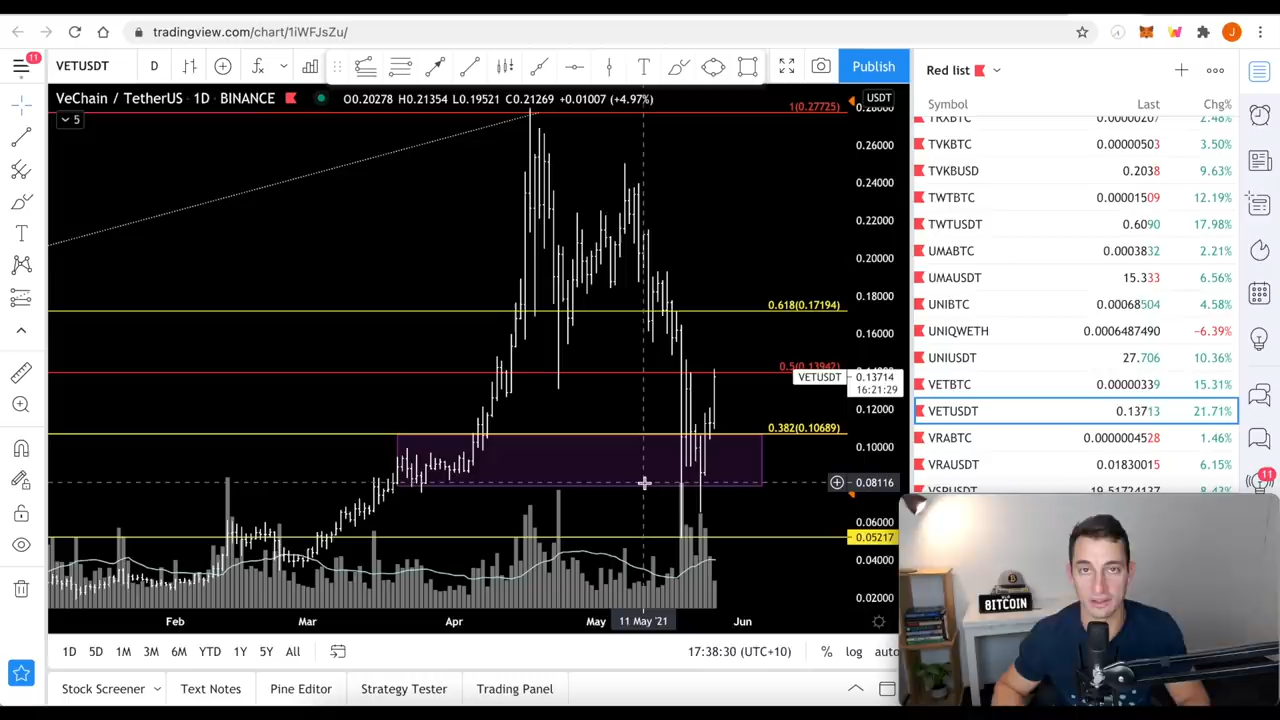 tradingview.com/chart/1iWFJsZu/
J
11
VETUSDT D Publish
Red list
VeChain / TetherUS · 1D · BINANCE O0.20278 H0.21354 L0.19521 C0.21269 +0.01007 (+4.97%)
USDT
5
Symbol Last Chg%
TRXBTC 0.00000207 2.48%
TVKBTC 0.00000503 3.50%
TVKBUSD 0.2038 9.63%
TWTBTC 0.00001509 12.19%
TWTUSDT 0.6090 17.98%
UMABTC 0.0003832 2.21%
UMAUSDT 15.333 6.56%
UNIBTC 0.00068504 4.58%
UNIQWETH 0.0006487490 −6.39%
UNIUSDT 27.706 10.36%
VETBTC 0.00000339 15.31%
VETUSDT 0.13713 21.71%
VRABTC 0.0000004528 1.46%
VRAUSDT 0.01830015 6.15%
1(0.27725)
0.28000
0.26000
0.24000
0.22000
0.20000
0.18000
0.618(0.17194)
0.16000
0.5(0.13942)
VETUSDT 0.13714
16:21:29
0.12000
0.382(0.10689)
0.10000
0.08116
0.06000
0.05217
0.04000
0.02000
Feb Mar Apr May 11 May '21 Jun
11
BITCOIN
1D 5D 1M 3M 6M YTD 1Y 5Y All 17:38:30 (UTC+10) % log auto
Stock Screener Text Notes Pine Editor Strategy Tester Trading Panel